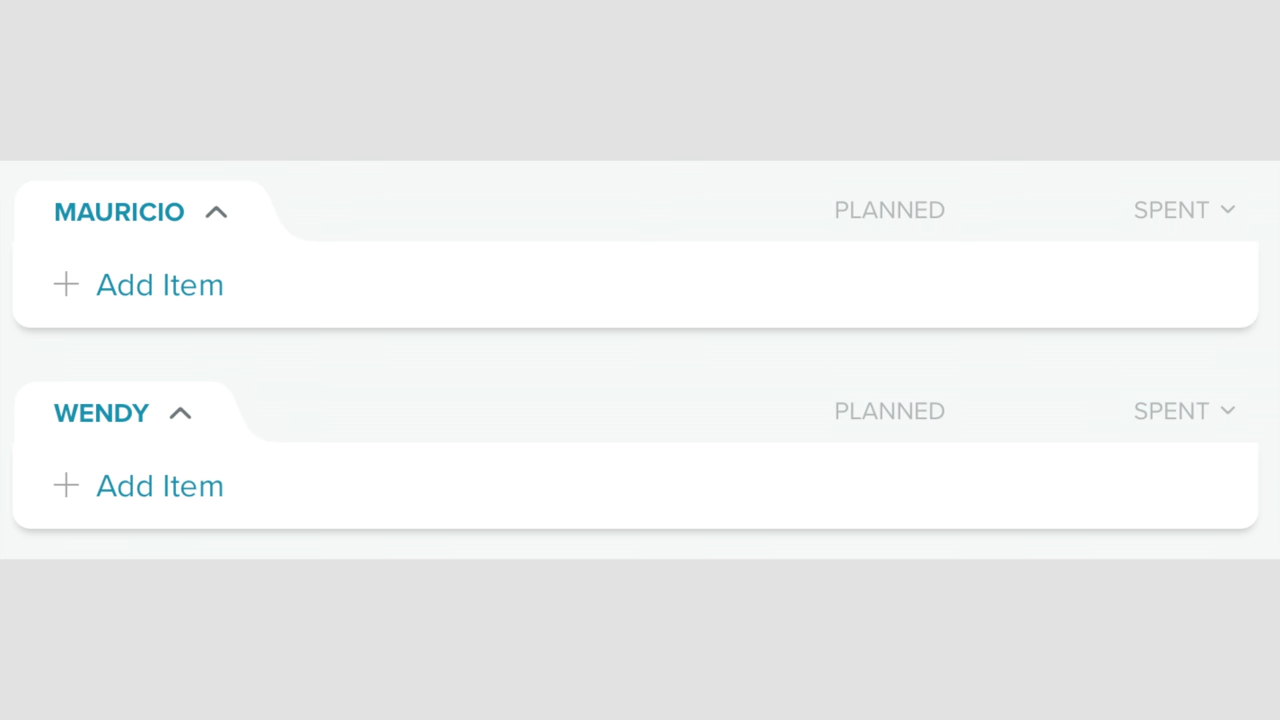 MAURICIO PLANNED SPENT
+ Add Item
WENDY PLANNED SPENT
+ Add Item